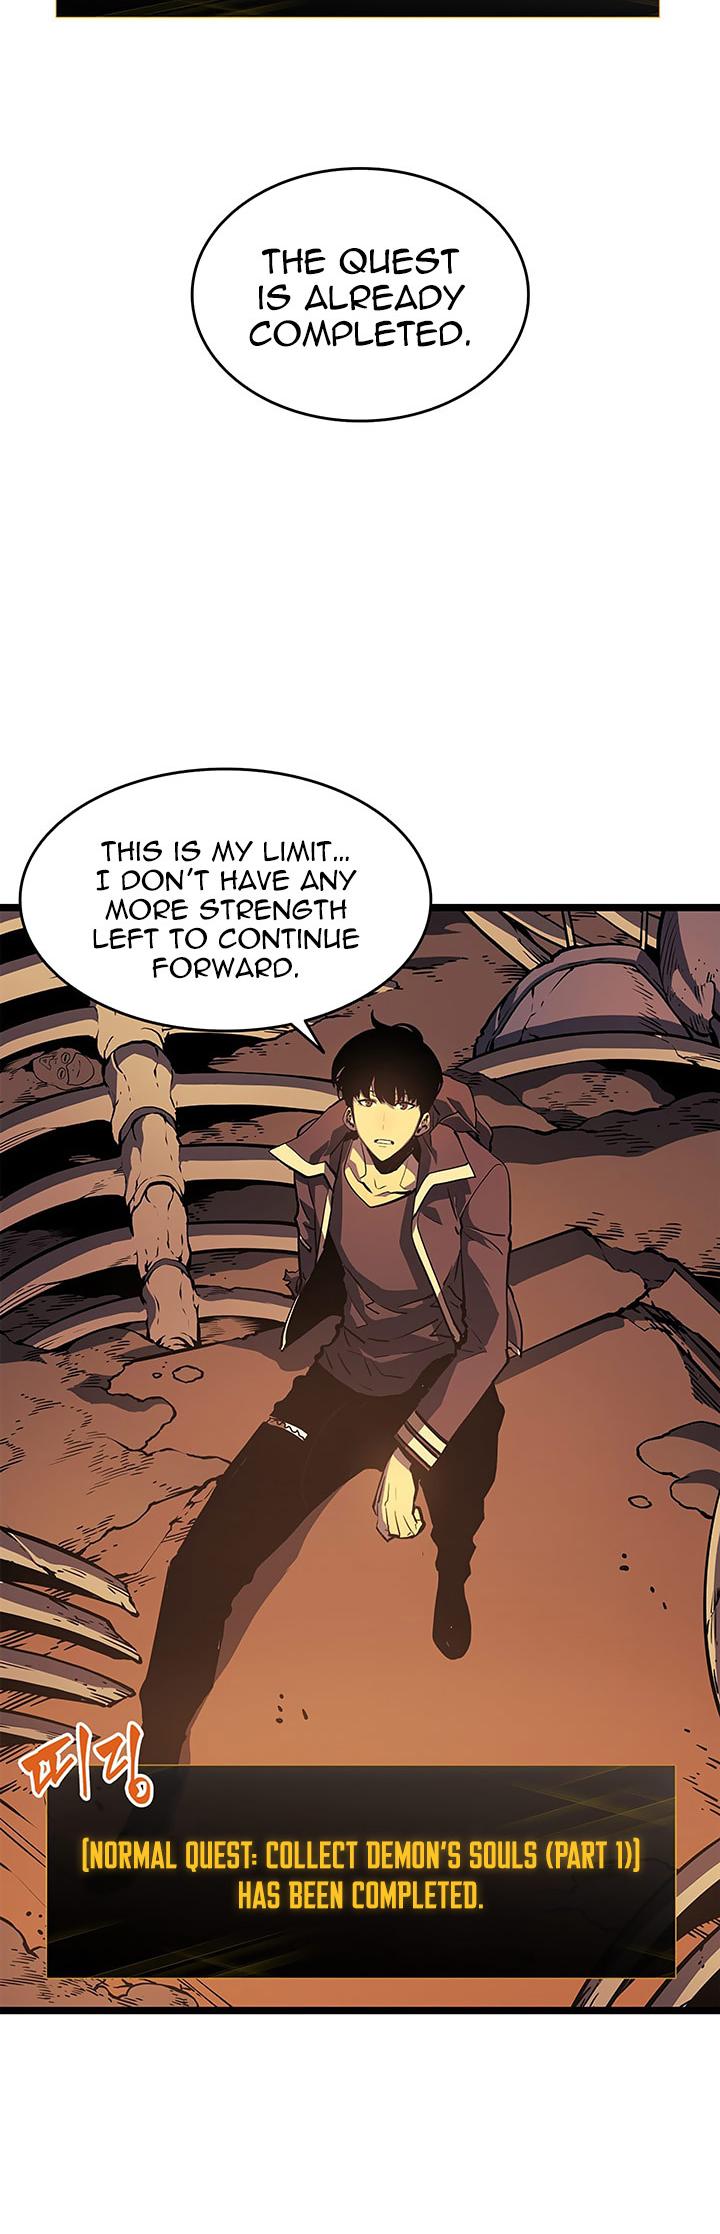 THE QUEST
IS ALREADY
COMPLETED.
THIS IS MY LIMIT...
I DON'T HAVE ANY
MORE STRENGTH
LEFT TO CONTINUE
FORWARD.
띠링
[NORMAL QUEST: COLLECT DEMON'S SOULS (PART 1)]
HAS BEEN COMPLETED.